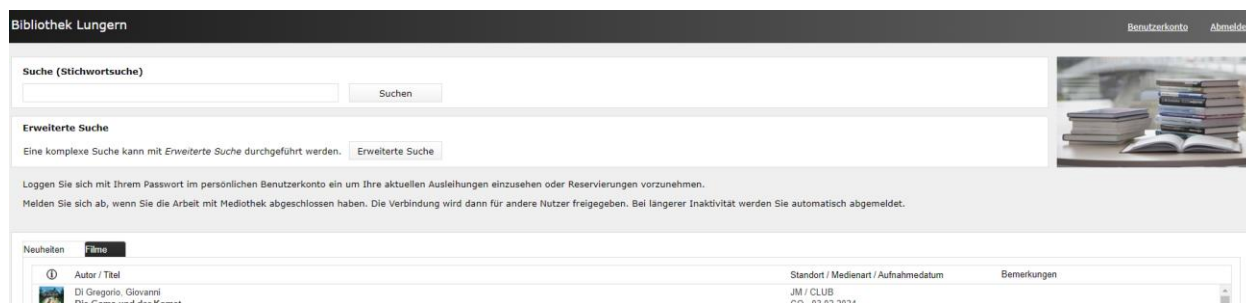 Bibliothek Lungern
Benutzerkonto Abmelde
Suche (Stichwortsuche)
Suchen
Erweiterte Suche
Eine komplexe Suche kann mit Erweiterte Suche durchgeführt werden. Erweiterte Suche
Loggen Sie sich mit Ihrem Passwort im persönlichen Benutzerkonto ein um Ihre aktuellen Ausleihungen einzusehen oder Reservierungen vorzunehmen.
Melden Sie sich ab, wenn Sie die Arbeit mit Mediothek abgeschlossen haben. Die Verbindung wird dann für andere Nutzer freigegeben. Bei längerer Inaktivität werden Sie automatisch abgemeldet.
Neuheiten Filme
Autor / Titel Standort / Medienart / Aufnahmedatum Bemerkungen
Di Gregorio, Giovanni JM / CLUB